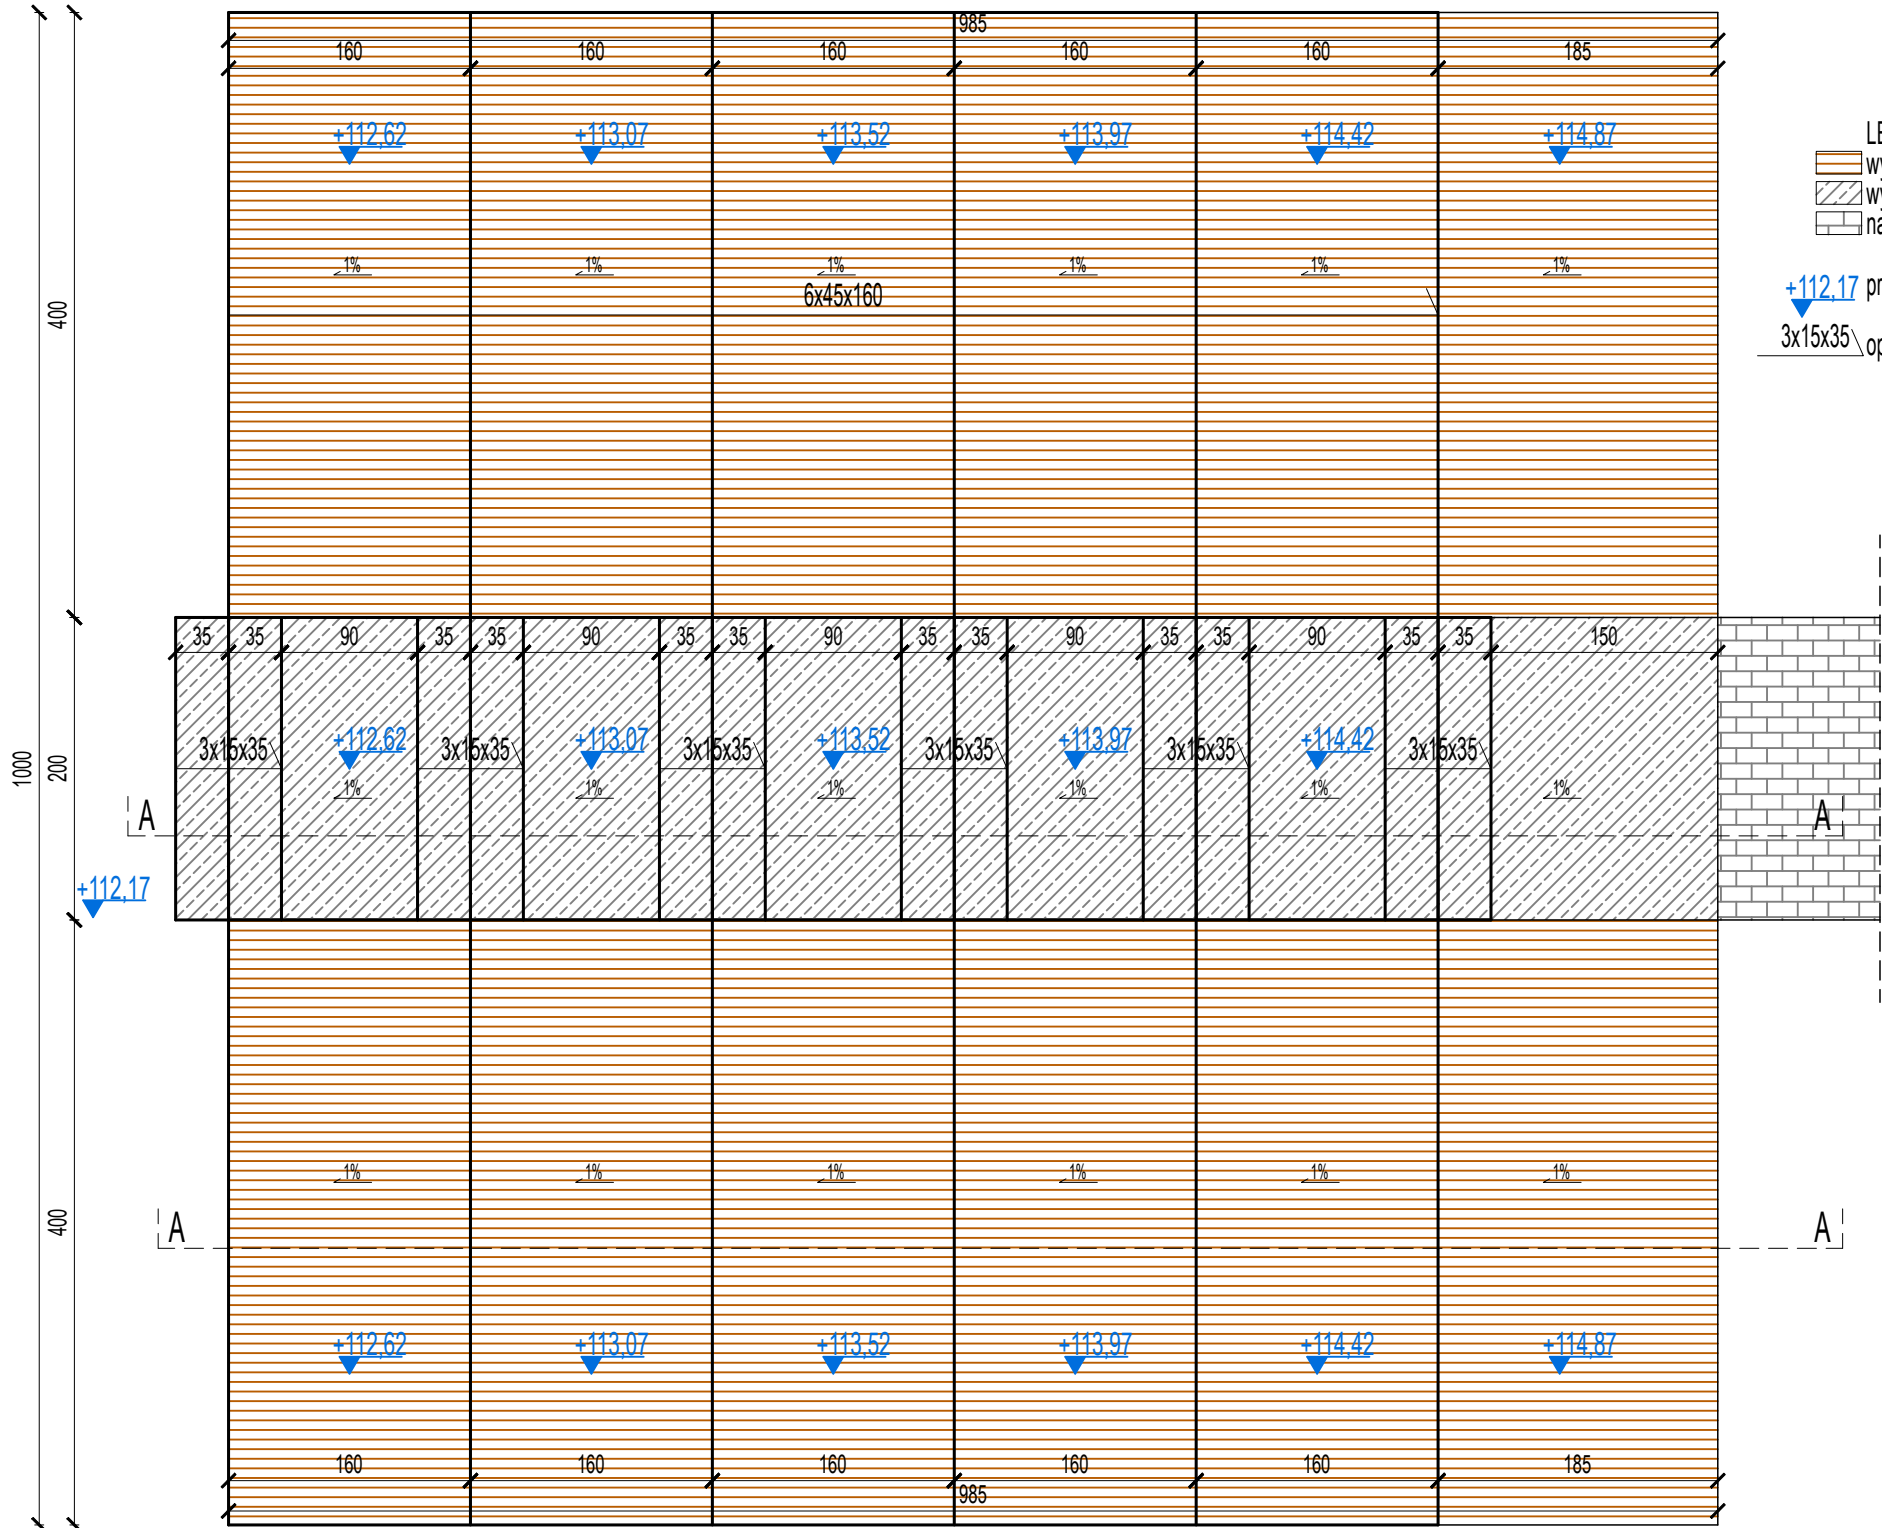 985
160 160 160 160 160 185
+112,62 +113,07 +113,52 +113,97 +114,42 +114,87
1% 1% 1% 1% 1% 1%
6x45x160
400
+112,17
3x15x35
35 35 90 35 35 90 35 35 90 35 35 90 35 35 90 35 35 150
+112,62 +113,07 +113,52 +113,97 +114,42
3x15x35 3x15x35 3x15x35 3x15x35 3x15x35 3x15x35
1% 1% 1% 1% 1% 1%
1000 200
A A
+112,17
1% 1% 1% 1% 1% 1%
400
A A
+112,62 +113,07 +113,52 +113,97 +114,42 +114,87
160 160 160 160 160 185
985